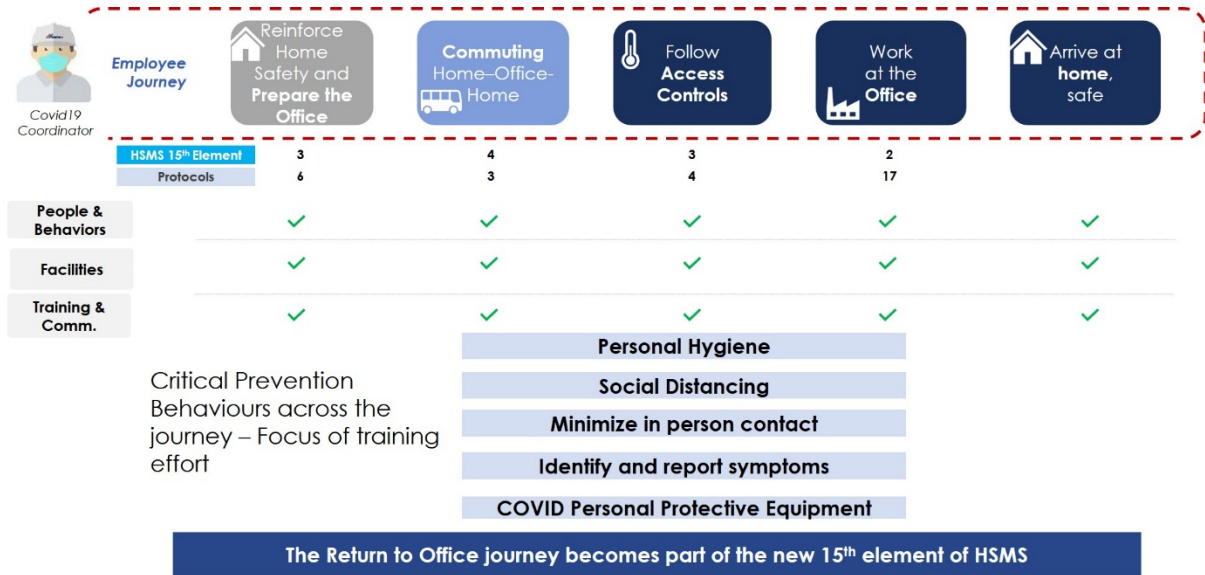 Covid19
Coordinator
Employee
Journey
Reinforce
Home
Safety and
Prepare the
Office
Commuting
Home–Office-
Home
Follow
Access
Controls
Work
at the
Office
Arrive at
home,
safe
HSMS 15th Element 3 4 3 2
Protocols 6 3 4 17
People &
Behaviors
Facilities
Training &
Comm.
Critical Prevention
Behaviours across the
journey – Focus of training
effort
Personal Hygiene
Social Distancing
Minimize in person contact
Identify and report symptoms
COVID Personal Protective Equipment
The Return to Office journey becomes part of the new 15th element of HSMS